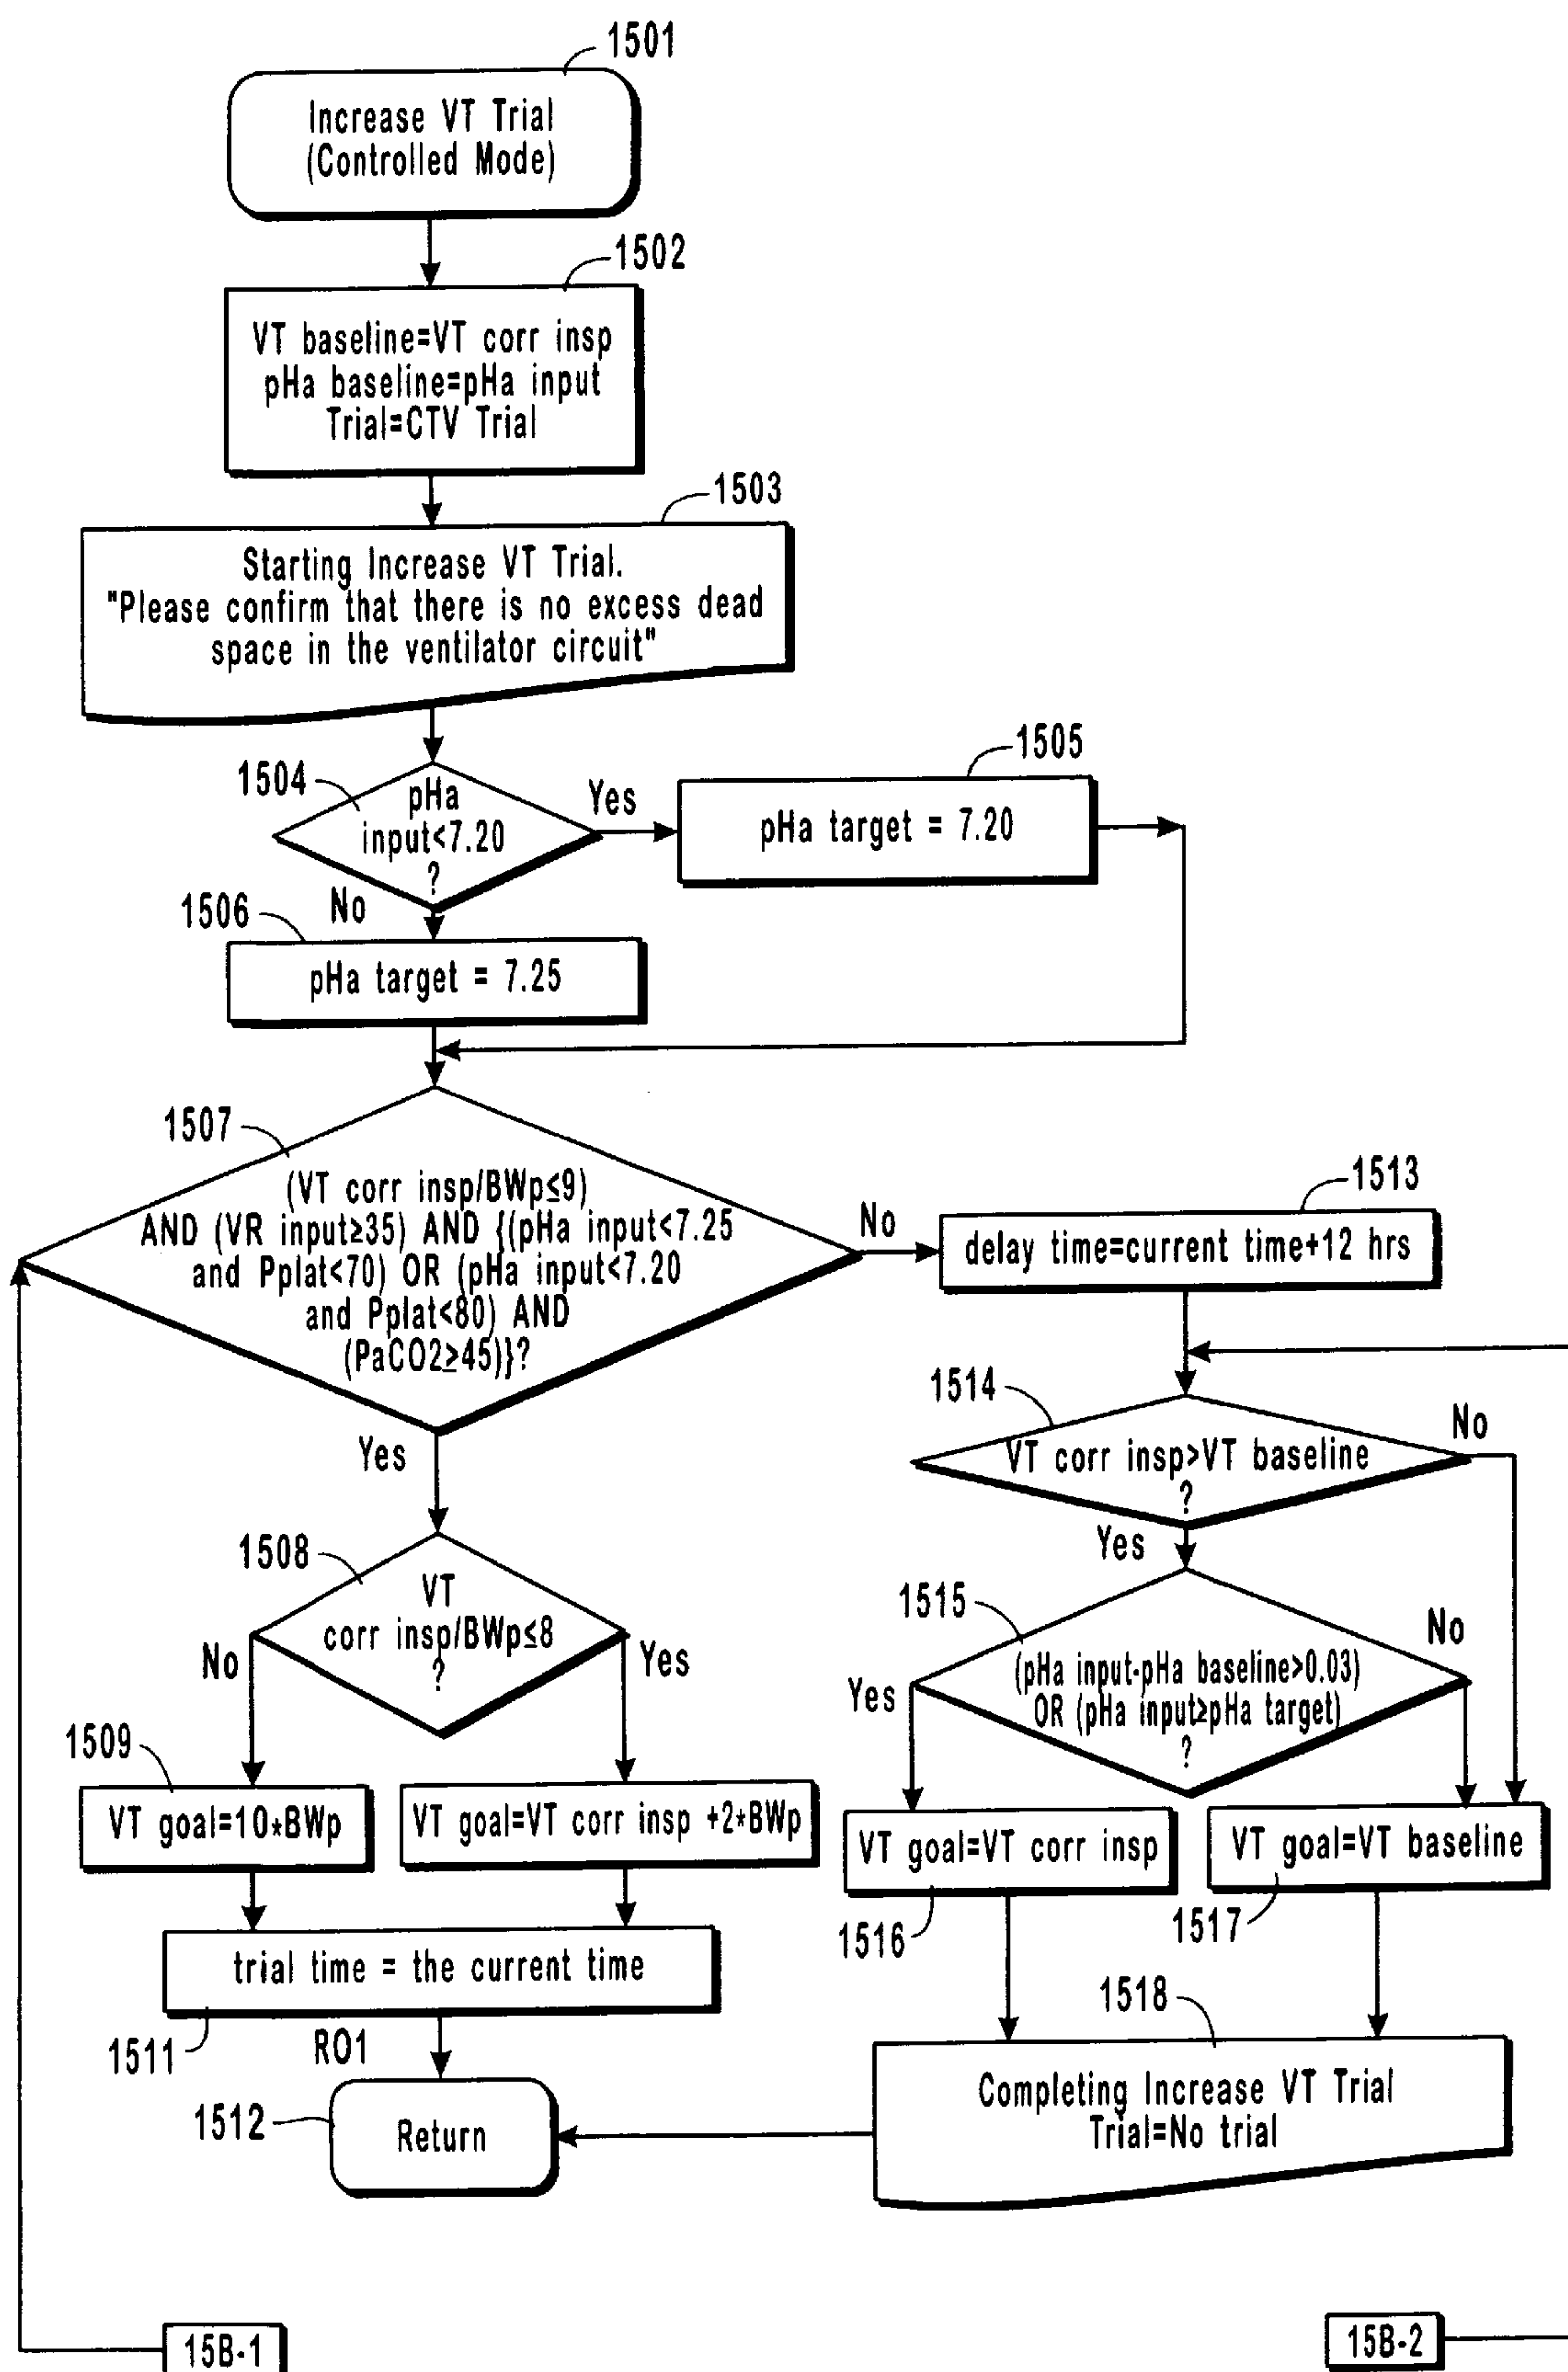 1501
Increase VT Trial
(Controlled Mode)
1502
VT baseline=VT corr insp
pHa baseline=pHa input
Trial=CTV Trial
1503
Starting Increase VT Trial.
"Please confirm that there is no excess dead
space in the ventilator circuit"
1504
pHa
input<7.20
?
Yes
1505
pHa target = 7.20
No
1506
pHa target = 7.25
1507
(VT corr insp/BWp≤9)
AND (VR input≥35) AND {(pHa input<7.25
and Pplat<70) OR (pHa input<7.20
and Pplat<80) AND
(PaCO2≥45)}?
No
1513
delay time=current time+12 hrs
Yes
1514
VT corr insp>VT baseline
?
No
Yes
1508
VT
corr insp/BWp≤8
?
No
Yes
1515
(pHa input-pHa baseline>0.03)
OR (pHa input≥pHa target)
?
Yes
No
1509
VT goal=10*BWp
VT goal=VT corr insp +2*BWp
VT goal=VT corr insp
1516
VT goal=VT baseline
1517
trial time = the current time
1511
RO1
1512
Return
1518
Completing Increase VT Trial
Trial=No trial
15B-1
15B-2